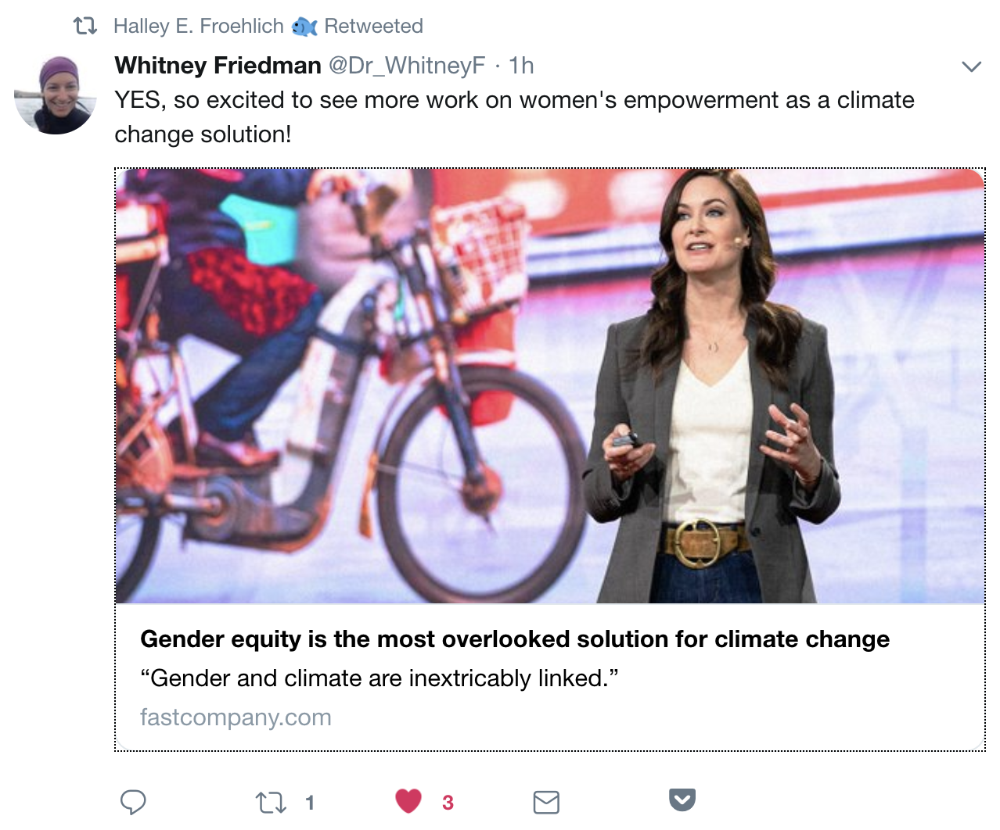 Halley E. Froehlich 🐟 Retweeted
Whitney Friedman @Dr_WhitneyF · 1h
YES, so excited to see more work on women's empowerment as a climate
change solution!
Gender equity is the most overlooked solution for climate change
“Gender and climate are inextricably linked.”
fastcompany.com
1 3